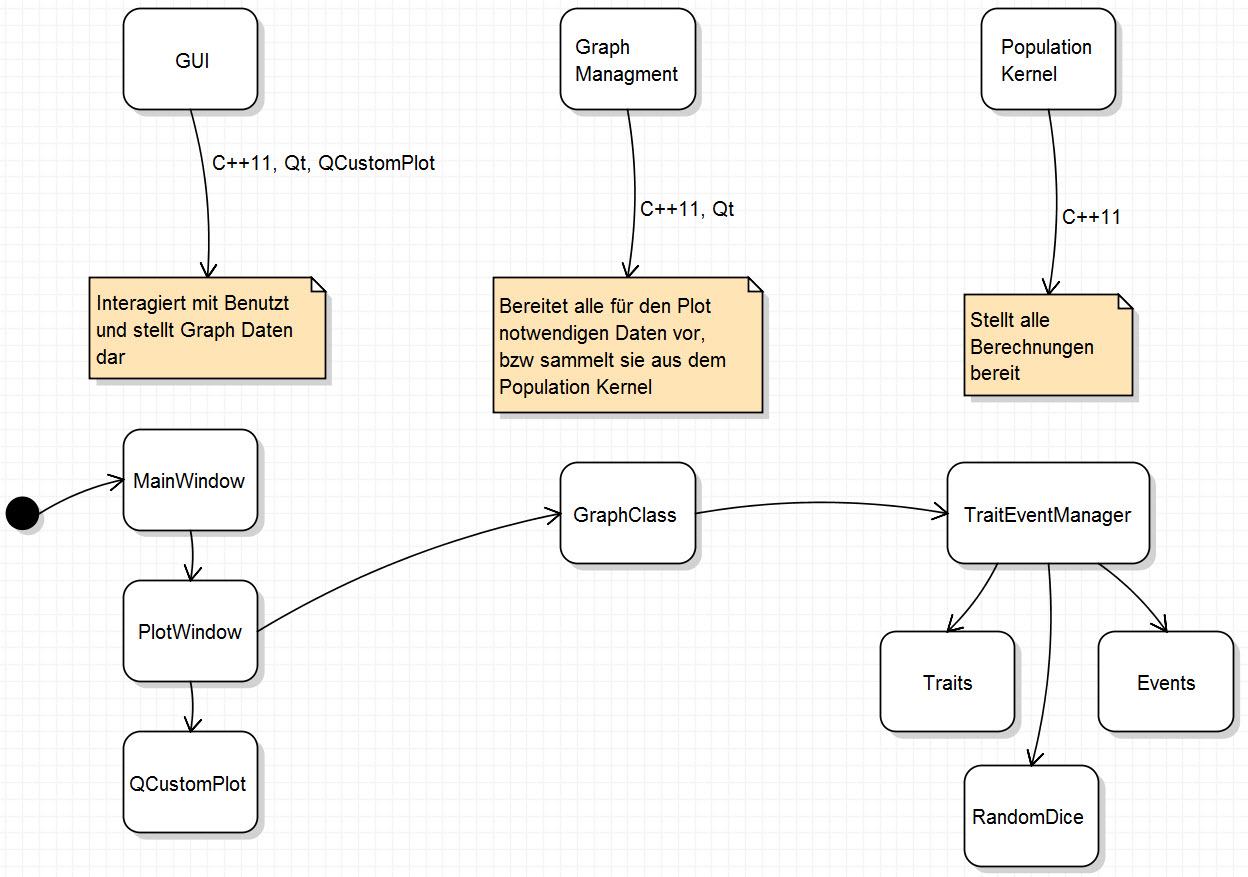 GUI
Graph
Managment
Population
Kernel
C++11, Qt, QCustomPlot
C++11, Qt
C++11
Interagiert mit Benutzt
und stellt Graph Daten
dar
Bereitet alle für den Plot
notwendigen Daten vor,
bzw sammelt sie aus dem
Population Kernel
Stellt alle
Berechnungen
bereit
MainWindow
GraphClass
TraitEventManager
PlotWindow
Traits
Events
QCustomPlot
RandomDice